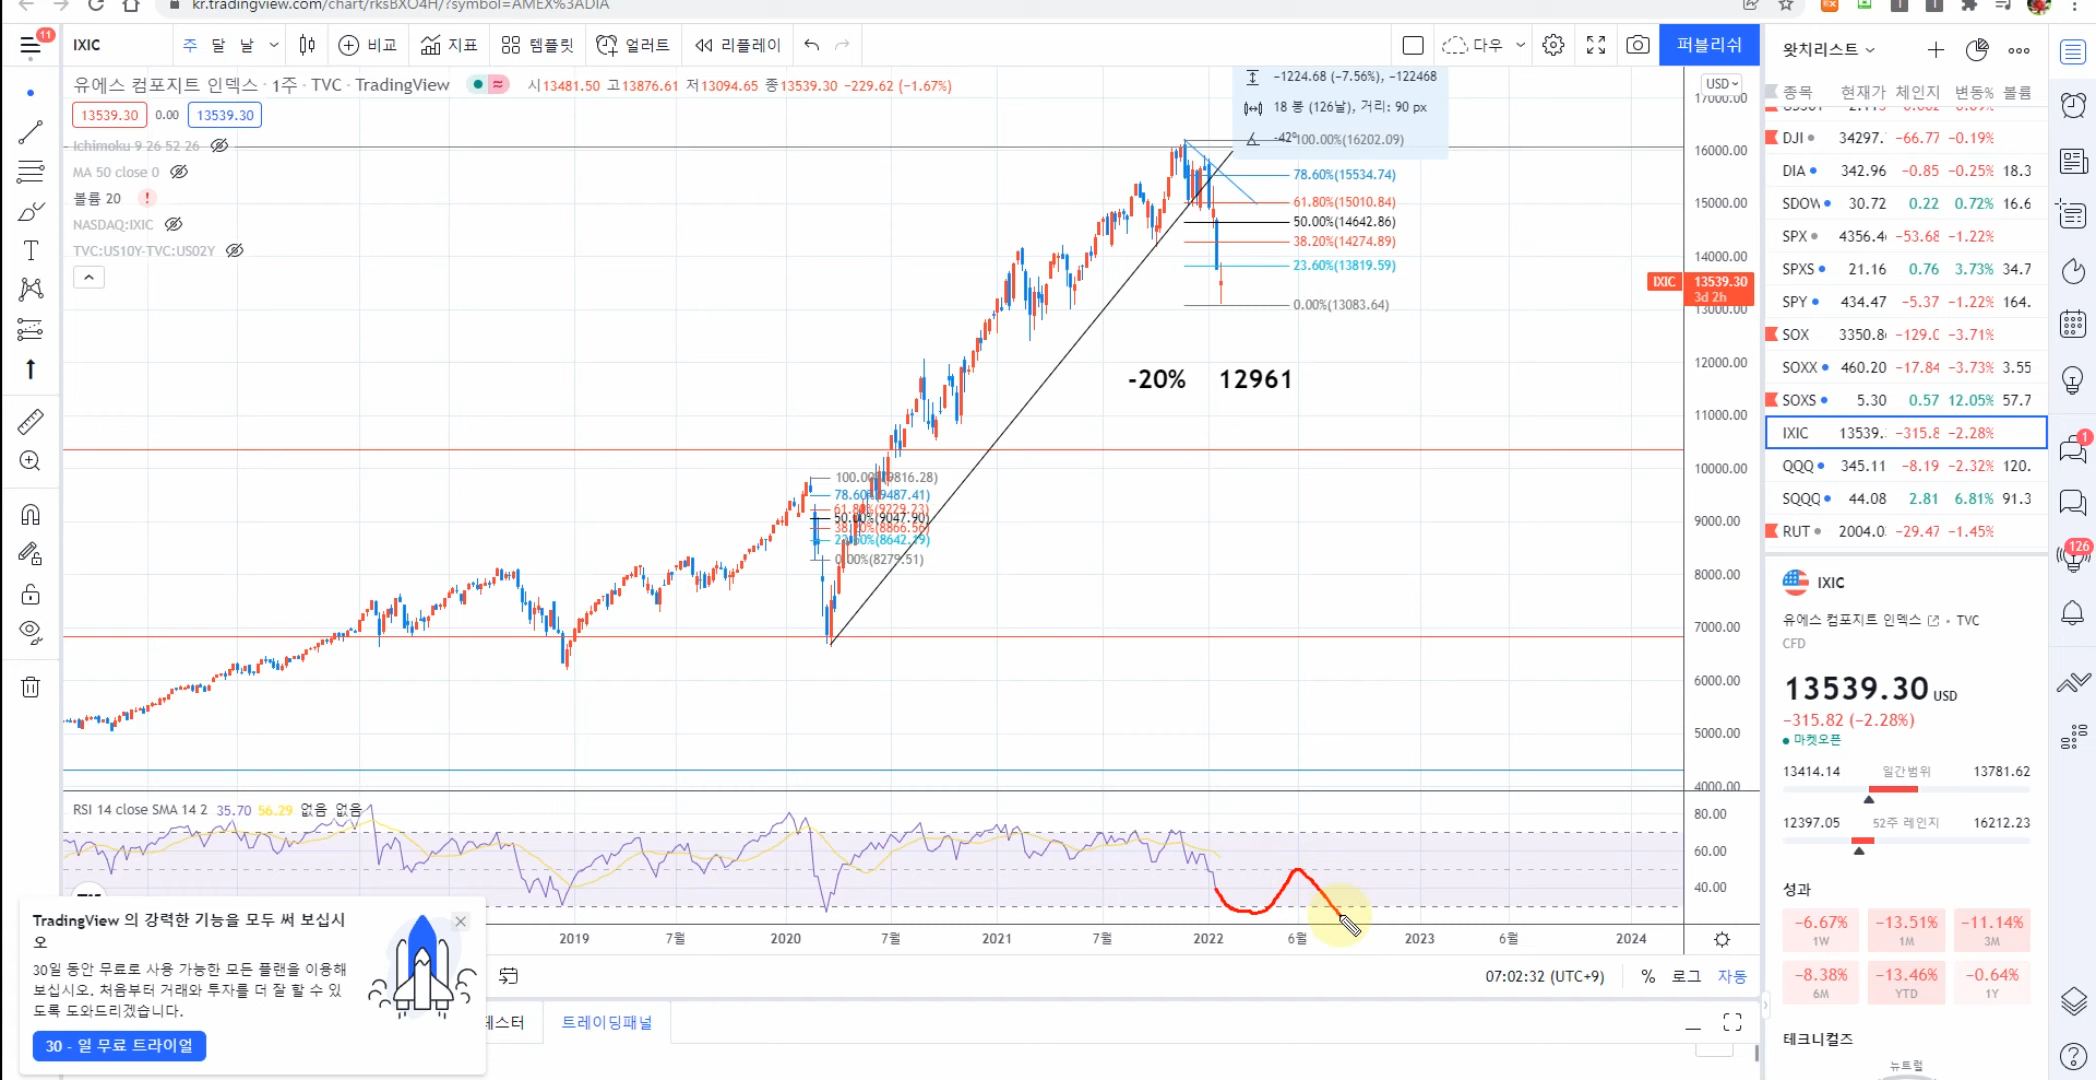 kr.tradingview.com/chart/rksBXO4H/?symbol=AMEX%3ADIA
11
IXIC 주 달 날 비교 지표 템플릿 얼러트 리플레이 다우 퍼블리쉬
유에스 컴포지트 인덱스 · 1주 · TVC · TradingView 시13481.50 고13876.61 저13094.65 종13539.30 −229.62 (−1.67%)
13539.30 0.00 13539.30
Ichimoku 9 26 52 26
MA 50 close 0
볼륨 20 !
NASDAQ:IXIC
TVC:US10Y-TVC:US02Y
−1224.68 (−7.56%), −122468
18 봉 (126날), 거리: 90 px
-42°
100.00%(16202.09)
78.60%(15534.74)
61.80%(15010.84)
50.00%(14642.86)
38.20%(14274.89)
23.60%(13819.59)
0.00%(13083.64)
-20% 12961
100.00%(9816.28)
78.60%(9487.41)
61.80%(9229.23)
50.00%(9047.90)
38.20%(8866.56)
23.60%(8642.19)
0.00%(8279.51)
USD
17000.00
16000.00
15000.00
14000.00
IXIC 13539.30
3d 2h
13000.00
12000.00
11000.00
10000.00
9000.00
8000.00
7000.00
6000.00
5000.00
4000.00
RSI 14 close SMA 14 2 35.70 56.29 없음 없음
80.00
60.00
40.00
2019 7월 2020 7월 2021 7월 2022 6월 2023 6월 2024
07:02:32 (UTC+9) % 로그 자동
테스터 트레이딩패널
TradingView 의 강력한 기능을 모두 써 보십시
오
30일 동안 무료로 사용 가능한 모든 플랜을 이용해
보십시오. 처음부터 거래와 투자를 더 잘 할 수 있
도록 도와드리겠습니다.
30 - 일 무료 트라이얼
왓치리스트
종목 현재가 체인지 변동% 볼륨
DJI 34297. −66.77 −0.19%
DIA 342.96 −0.85 −0.25% 18.3
SDOW 30.72 0.22 0.72% 16.6
SPX 4356.4 −53.68 −1.22%
SPXS 21.16 0.76 3.73% 34.7
SPY 434.47 −5.37 −1.22% 164.
SOX 3350.8 −129.0 −3.71%
SOXX 460.20 −17.84 −3.73% 3.55
SOXS 5.30 0.57 12.05% 57.7
IXIC 13539. −315.8 −2.28%
QQQ 345.11 −8.19 −2.32% 120.
SQQQ 44.08 2.81 6.81% 91.3
RUT 2004.0 −29.47 −1.45%
IXIC
유에스 컴포지트 인덱스 • TVC
CFD
13539.30 USD
−315.82 (−2.28%)
마켓오픈
13414.14 일간범위 13781.62
12397.05 52주 레인지 16212.23
성과
−6.67% −13.51% −11.14%
1W 1M 3M
−8.38% −13.46% −0.64%
6M YTD 1Y
테크니컬즈
뉴트럴
1
126